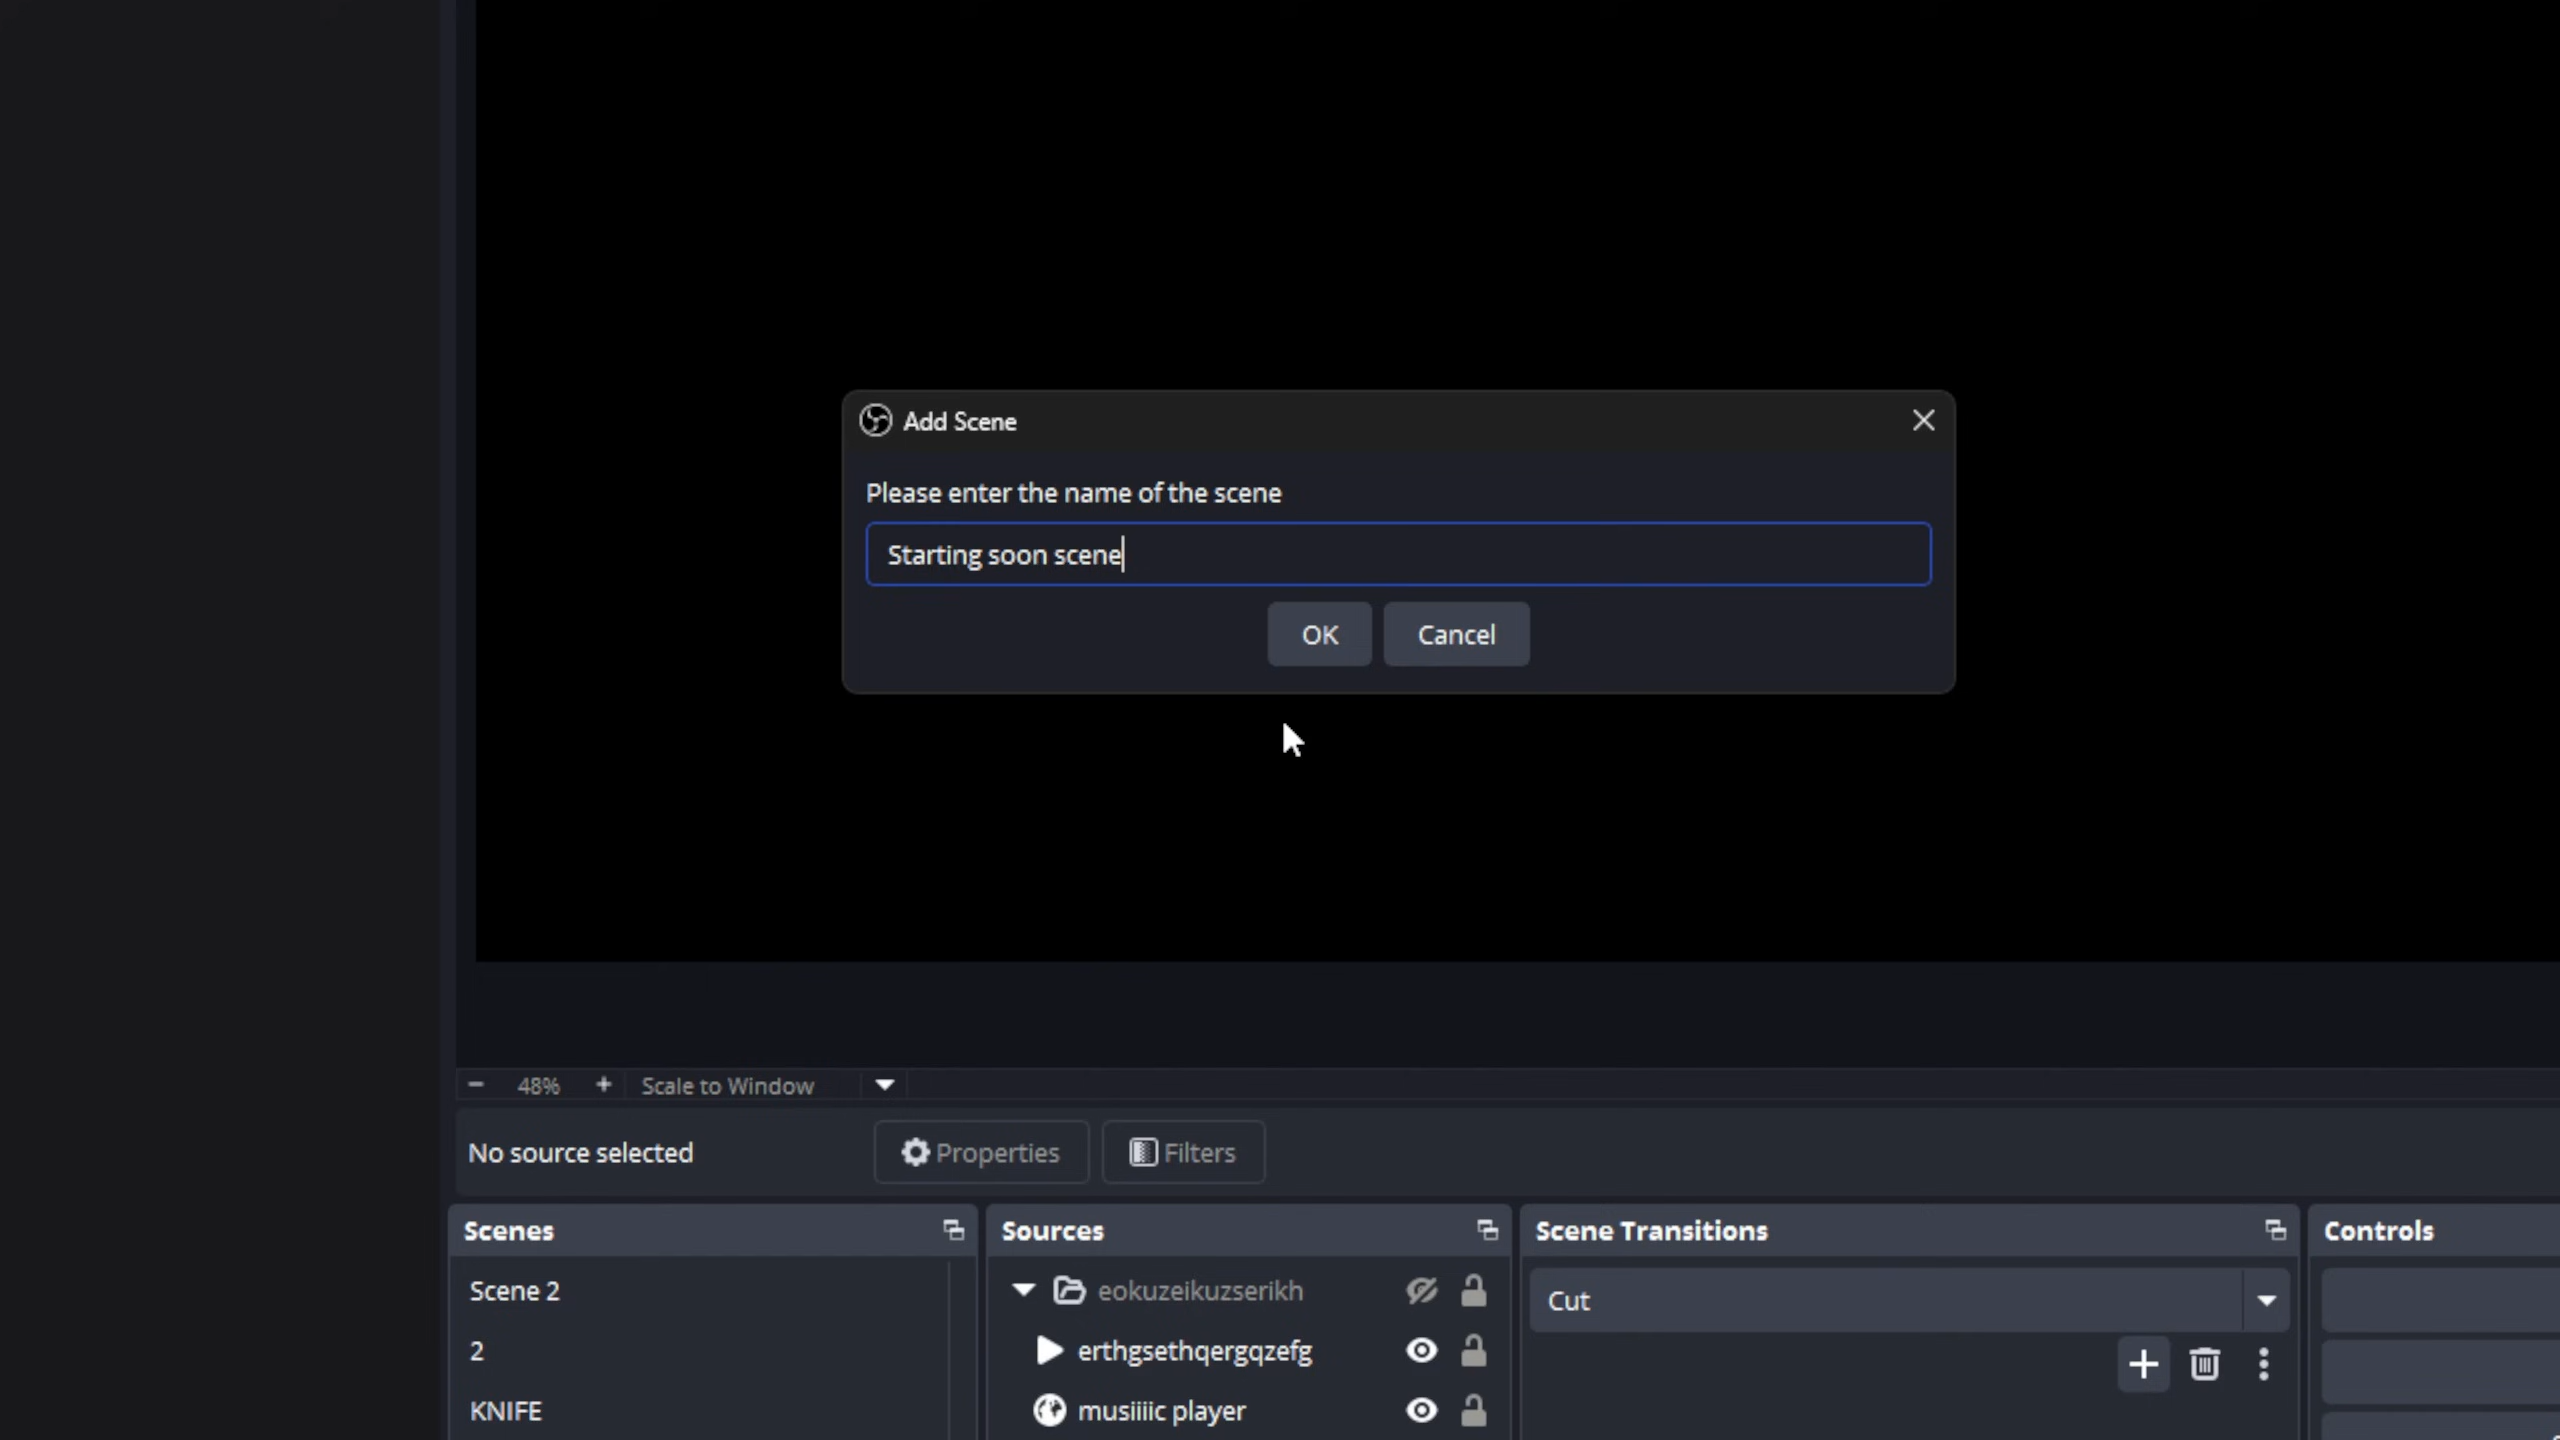 Add Scene
Please enter the name of the scene
Starting soon scene
OK
Cancel
48%
Scale to Window
No source selected
Properties
Filters
Scenes
Scene 2
2
KNIFE
Sources
eokuzeikuzserikh
erthgsethqergqzefg
musiiiic player
Scene Transitions
Cut
Controls